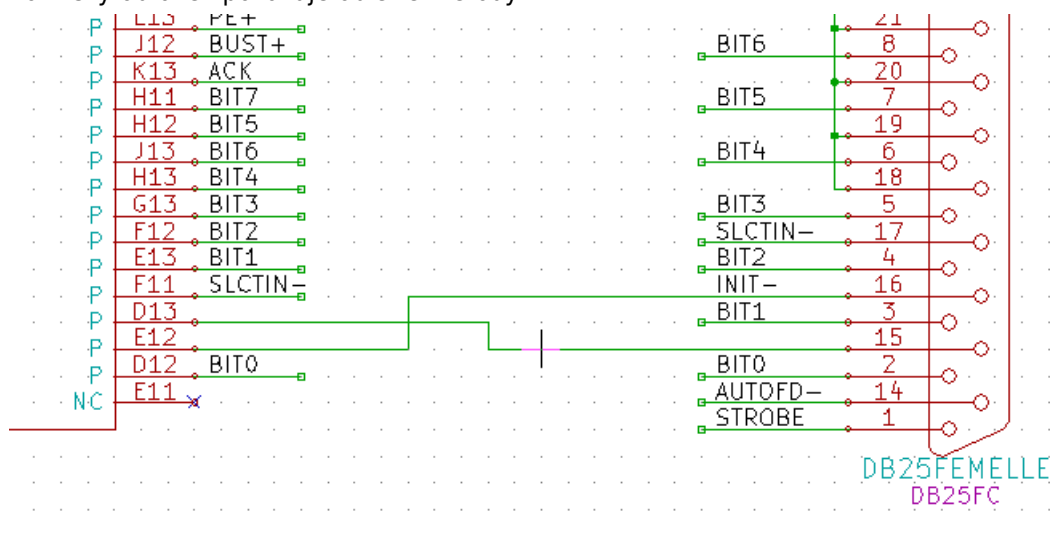 P L13 PE+ 21
P J12 BUST+ BIT6 8
P K13 ACK 20
P H11 BIT7 BIT5 7
P H12 BIT5 19
P J13 BIT6 BIT4 6
P H13 BIT4 18
P G13 BIT3 BIT3 5
P F12 BIT2 SLCTIN- 17
P E13 BIT1 BIT2 4
P F11 SLCTIN- INIT- 16
P D13 BIT1 3
P E12 15
P D12 BIT0 BIT0 2
NC E11 AUTOFD- 14
STROBE 1
DB25FEMELLE
DB25FC